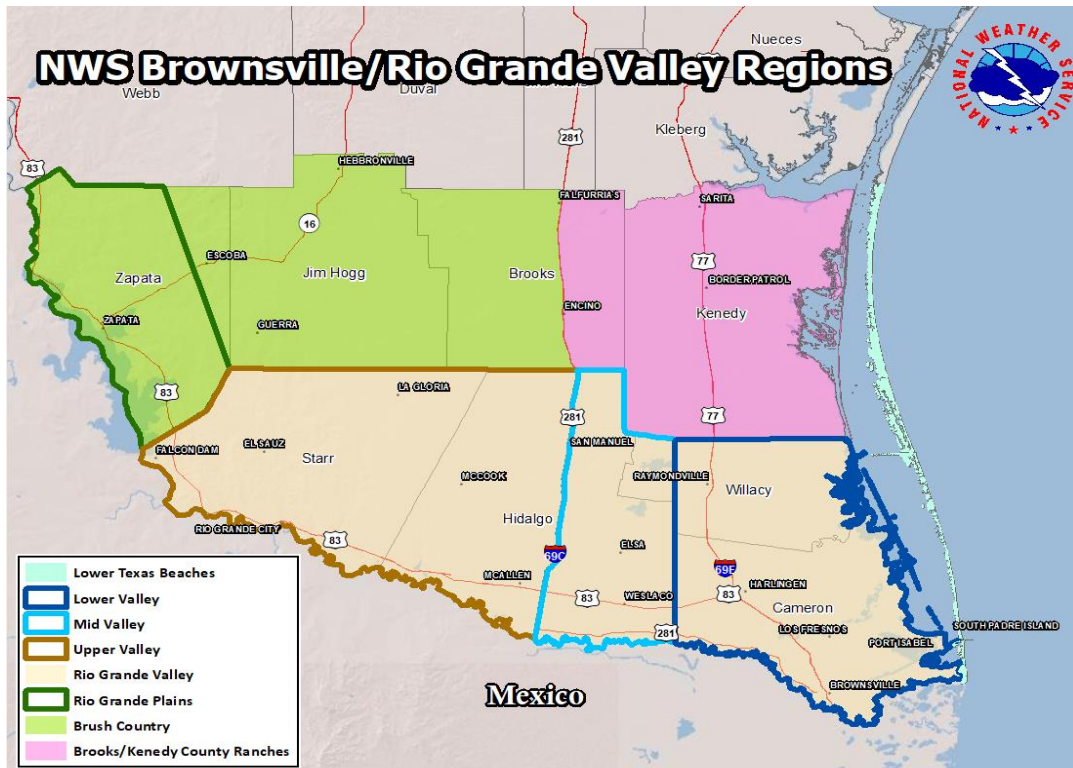 NWS Brownsville/Rio Grande Valley Regions
NATIONAL WEATHER SERVICE
Nueces
Webb
Duval
Kleberg
281
83
HEBBRONVILLE
FALFURRIAS
SARITA
16
ESCOBA
77
Zapata
Jim Hogg
Brooks
BORDER PATROL
ENCINO
Kenedy
ZAPATA
GUERRA
83
LA GLORIA
281
77
SAN MANUEL
FALCON DAM
EL SAUZ
Starr
MCCOOK
RAYMONDVILLE
Willacy
Hidalgo
RIO GRANDE CITY
83
69C
ELSA
69E
MCALLEN
HARLINGEN
83
WESLACO
83
Cameron
281
LOS FRESNOS
SOUTH PADRE ISLAND
PORT ISABEL
BROWNSVILLE
Mexico
Lower Texas Beaches
Lower Valley
Mid Valley
Upper Valley
Rio Grande Valley
Rio Grande Plains
Brush Country
Brooks/Kenedy County Ranches